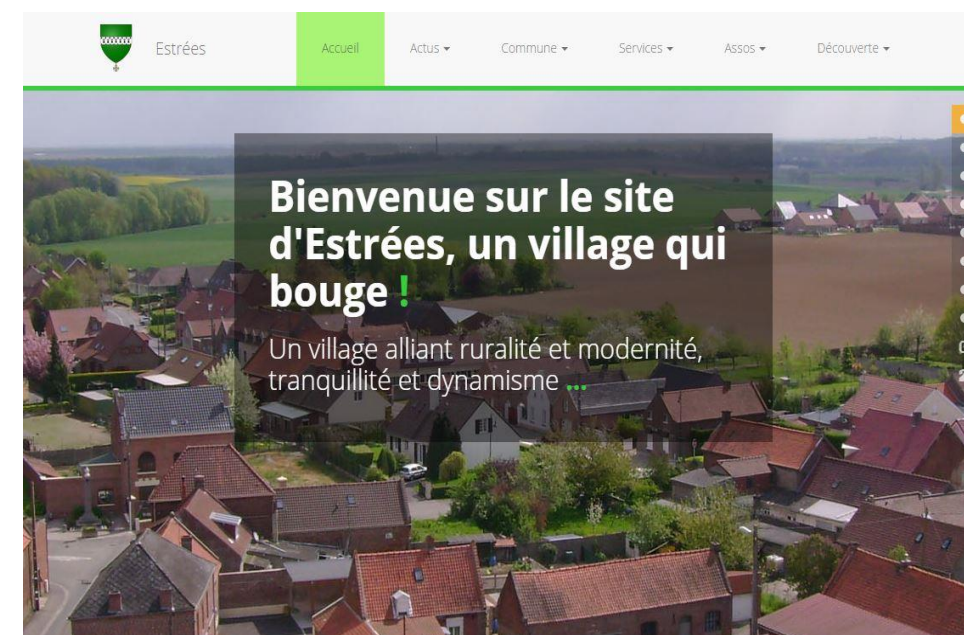 Estrées
Accueil
Actus
Commune
Services
Assos
Découverte
Bienvenue sur le site
d'Estrées, un village qui
bouge !
Un village alliant ruralité et modernité,
tranquillité et dynamisme ...